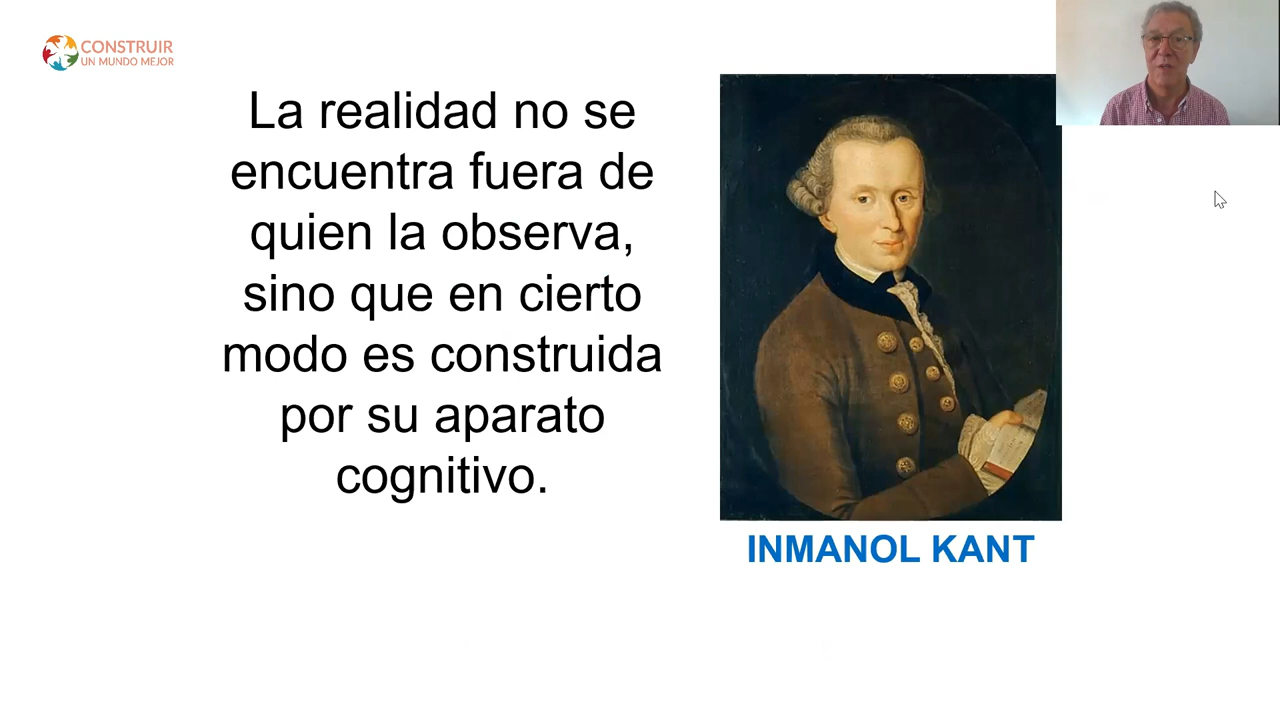 CONSTRUIR
UN MUNDO MEJOR
La realidad no se
encuentra fuera de
quien la observa,
sino que en cierto
modo es construida
por su aparato
cognitivo.
INMANOL KANT